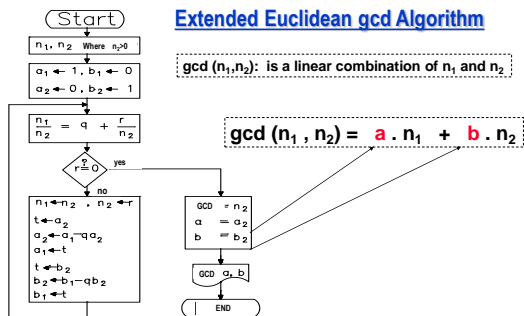 Extended Euclidean gcd Algorithm
Start
n₁, n₂ Where n₂>0
a₁ ← 1, b₁ ← 0
a₂ ← 0, b₂ ← 1
n₁/n₂ = q + r/n₂
r ≟ 0
yes
no
n₁←n₂ , n₂←r
t←a₂
a₂←a₁-qa₂
a₁←t
t←b₂
b₂←b₁-qb₂
b₁←t
GCD = n₂
a = a₂
b = b₂
GCD a, b
END
gcd (n₁,n₂): is a linear combination of n₁ and n₂
gcd (n₁ , n₂) = a . n₁ + b . n₂